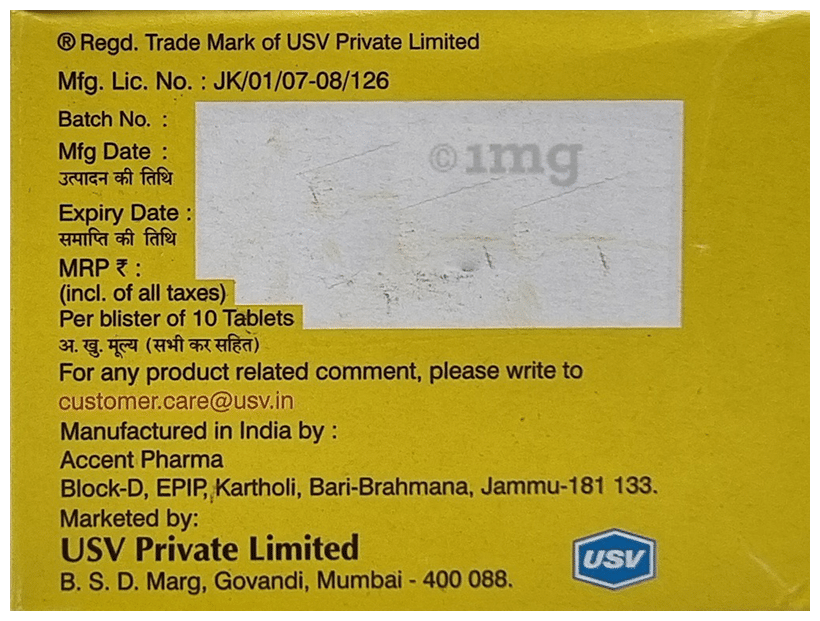 ® Regd. Trade Mark of USV Private Limited
Mfg. Lic. No. : JK/01/07-08/126
Batch No. :
©1mg
Mfg Date :
उत्पादन की तिथि
Expiry Date :
समाप्ति की तिथि
MRP ₹ :
(incl. of all taxes)
Per blister of 10 Tablets
अ. खु. मूल्य (सभी कर सहित)
For any product related comment, please write to
customer.care@usv.in
Manufactured in India by :
Accent Pharma
Block-D, EPIP, Kartholi, Bari-Brahmana, Jammu-181 133.
Marketed by:
USV Private Limited
USV
B. S. D. Marg, Govandi, Mumbai - 400 088.